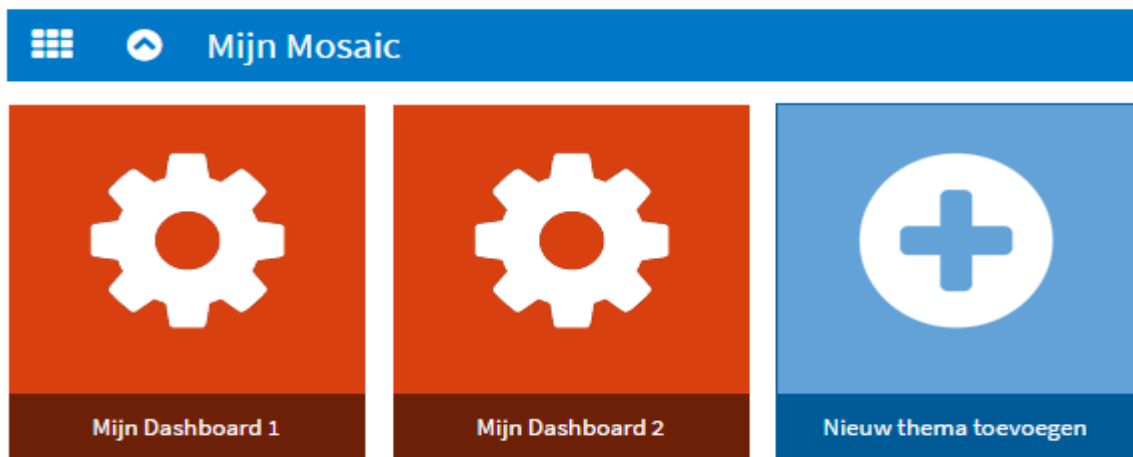 Mijn Mosaic
Mijn Dashboard 1
Mijn Dashboard 2
Nieuw thema toevoegen